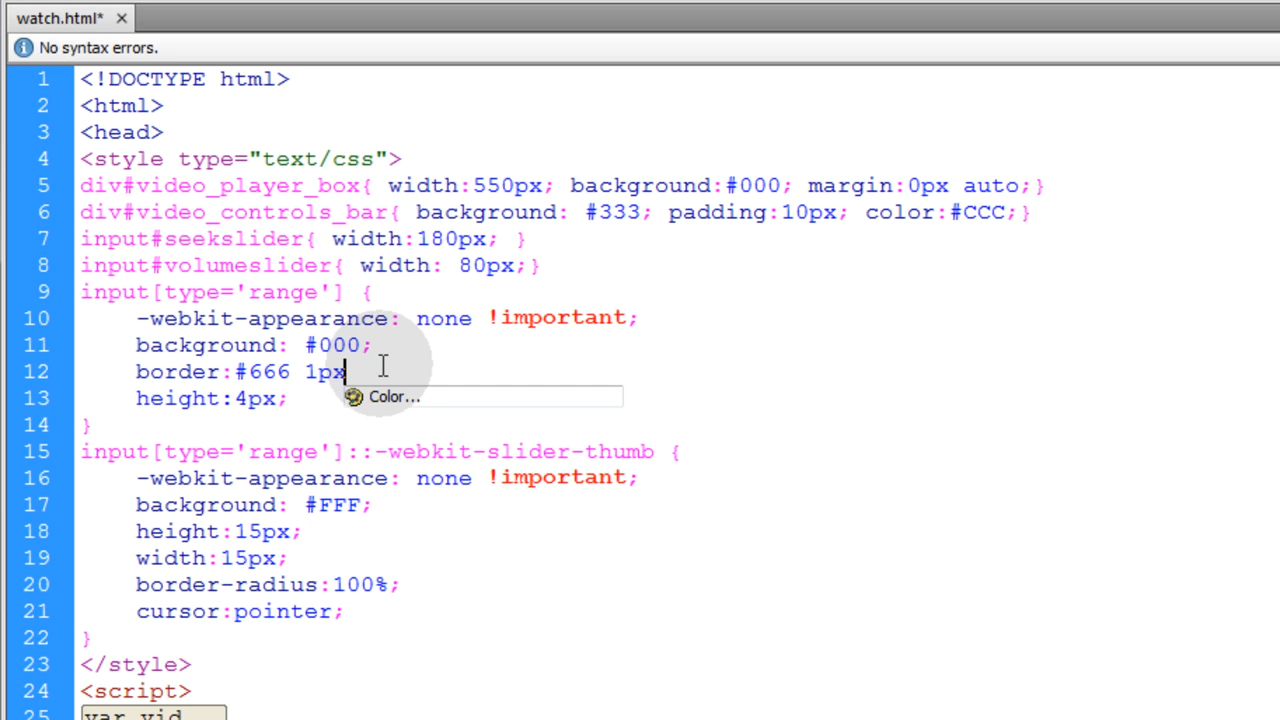 watch.html* ×
No syntax errors.
1 <!DOCTYPE html>
2 <html>
3 <head>
4 <style type="text/css">
5 div#video_player_box{ width:550px; background:#000; margin:0px auto;}
6 div#video_controls_bar{ background: #333; padding:10px; color:#CCC;}
7 input#seekslider{ width:180px; }
8 input#volumeslider{ width: 80px;}
9 input[type='range'] {
10 -webkit-appearance: none !important;
11 background: #000;
12 border:#666 1px
Color...
13 height:4px;
14 }
15 input[type='range']::-webkit-slider-thumb {
16 -webkit-appearance: none !important;
17 background: #FFF;
18 height:15px;
19 width:15px;
20 border-radius:100%;
21 cursor:pointer;
22 }
23 </style>
24 <script>
25 var vid